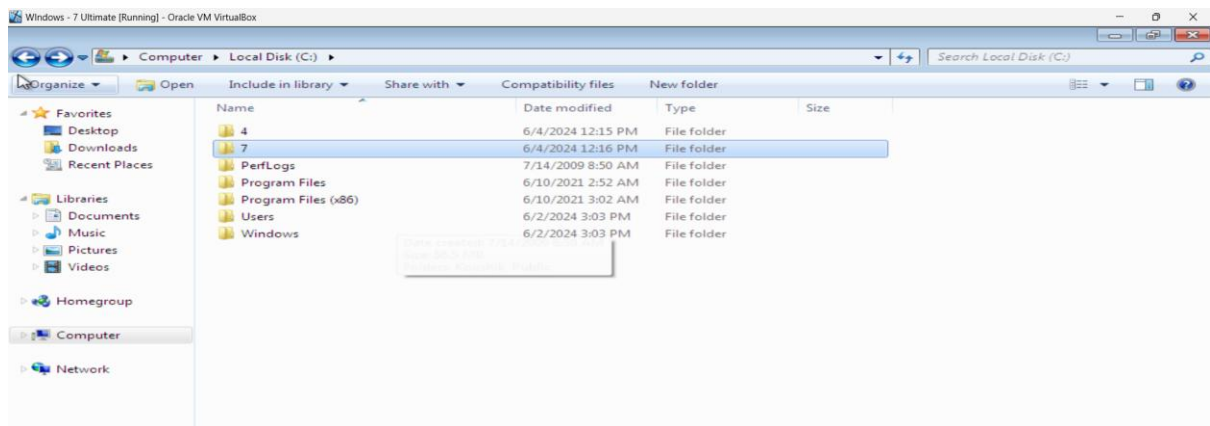 WIndows - 7 Ultimate [Running] - Oracle VM VirtualBox
Computer Local Disk (C:)
Search Local Disk (C:)
Organize Open Include in library Share with Compatibility files New folder
Favorites
Desktop
Downloads
Recent Places
Libraries
Documents
Music
Pictures
Videos
Homegroup
Computer
Network
Name Date modified Type Size
4 6/4/2024 12:15 PM File folder
7 6/4/2024 12:16 PM File folder
PerfLogs 7/14/2009 8:50 AM File folder
Program Files 6/10/2021 2:52 AM File folder
Program Files (x86) 6/10/2021 3:02 AM File folder
Users 6/2/2024 3:03 PM File folder
Windows 6/2/2024 3:03 PM File folder